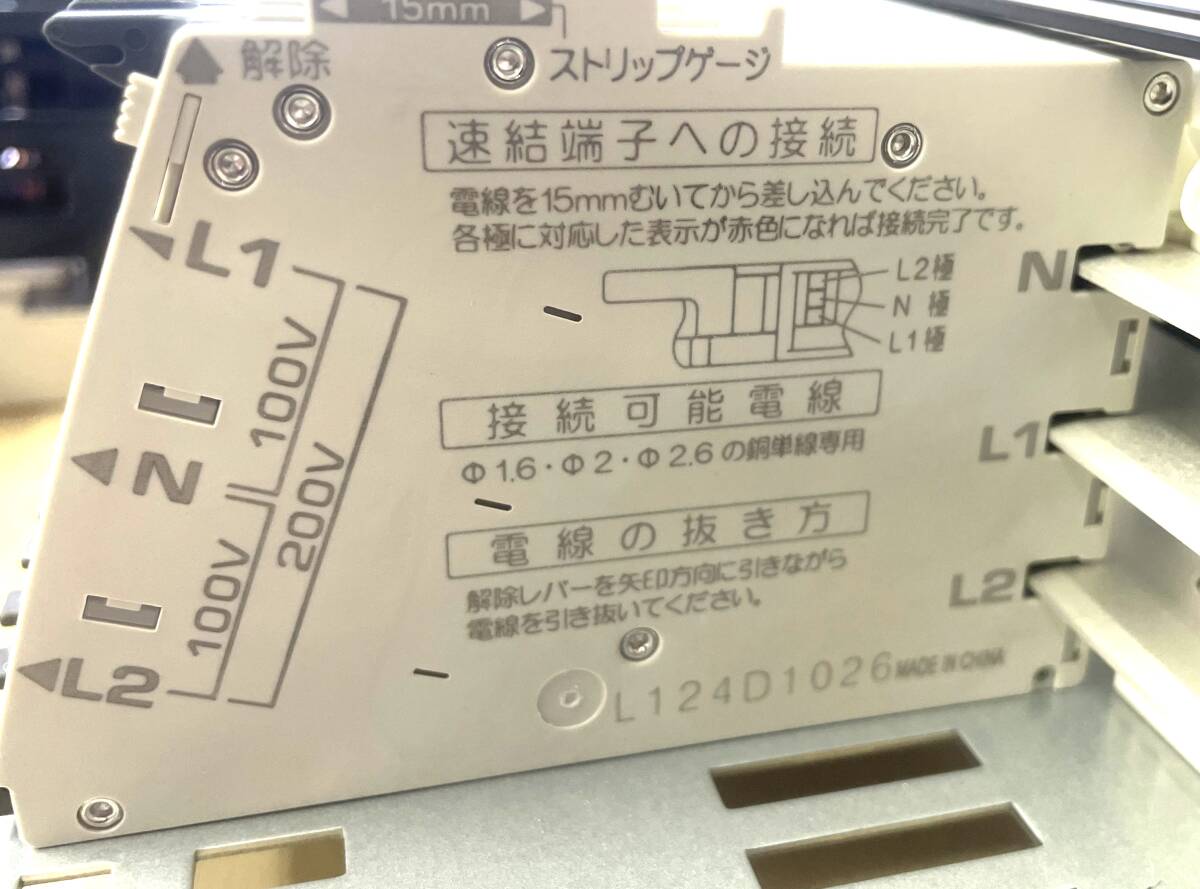 15mm
解除
ストリップゲージ
速結端子への接続
電線を15mmむいてから差し込んでください。
各極に対応した表示が赤色になれば接続完了です。
L2極
N 極
L1極
接続可能電線
Φ1.6・Φ2・Φ2.6の銅単線専用
電線の抜き方
解除レバーを矢印方向に引きながら
電線を引き抜いてください。
L124D1026 MADE IN CHINA
L1
N
L2
100V
100V
200V
N
L1
L2